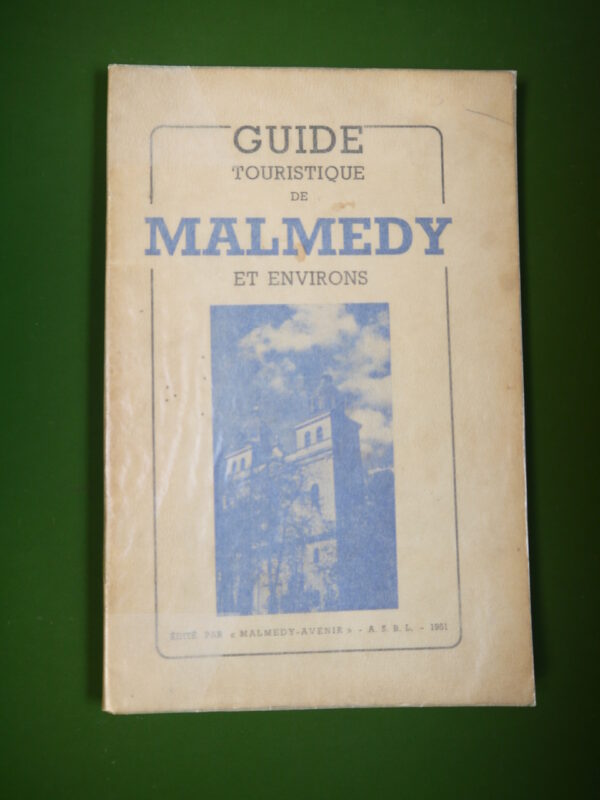 GUIDE
TOURISTIQUE
DE
MALMEDY
ET ENVIRONS
ÉDITÉ PAR « MALMEDY-AVENIR » - A. S. B. L. - 1951